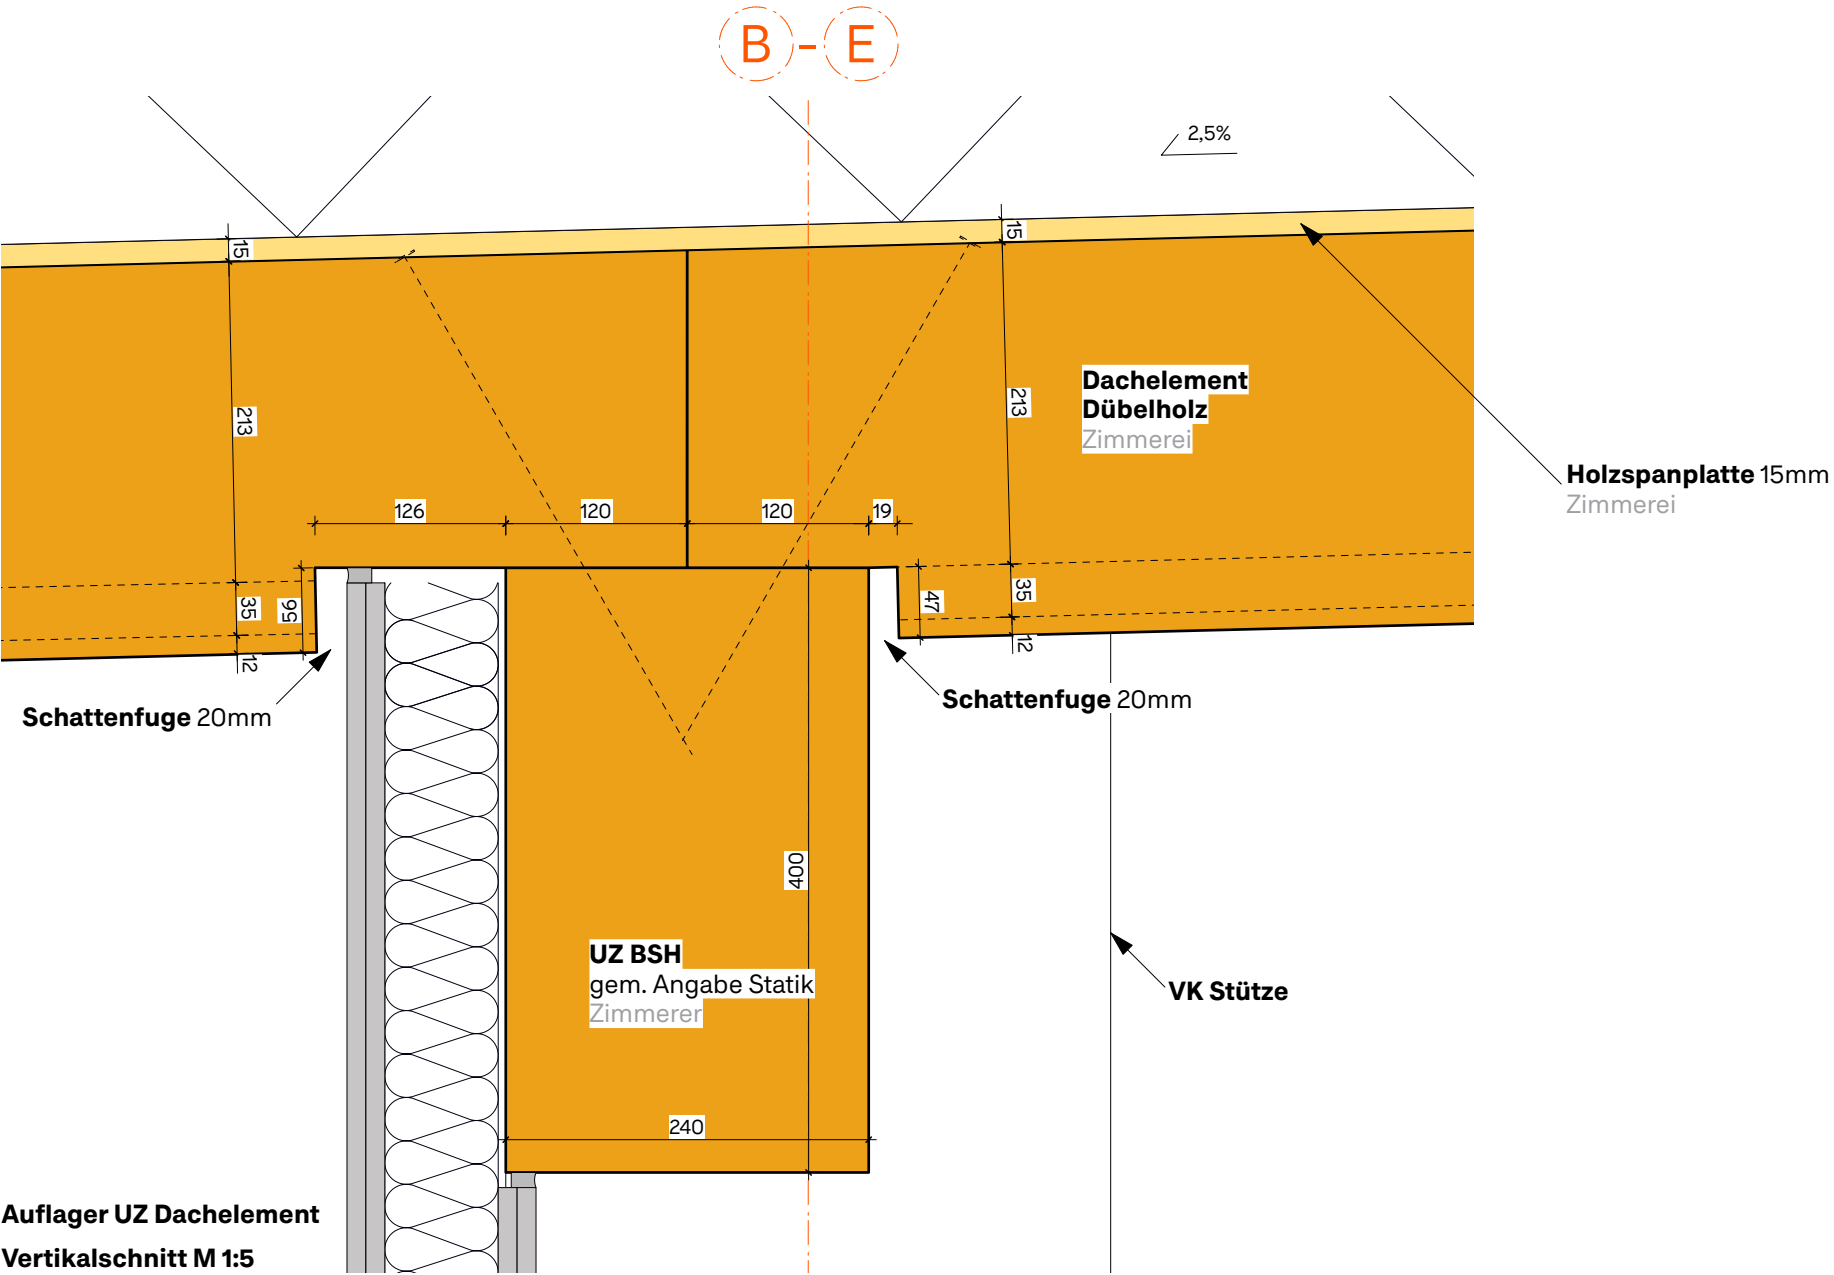 B - E
2,5%
15
15
213
213
Dachelement
Dübelholz
Zimmerei
Holzspanplatte 15mm
Zimmerei
126
120
120
19
35
56
12
47
35
12
Schattenfuge 20mm
Schattenfuge 20mm
400
UZ BSH
gem. Angabe Statik
Zimmerer
VK Stütze
240
Auflager UZ Dachelement
Vertikalschnitt M 1:5